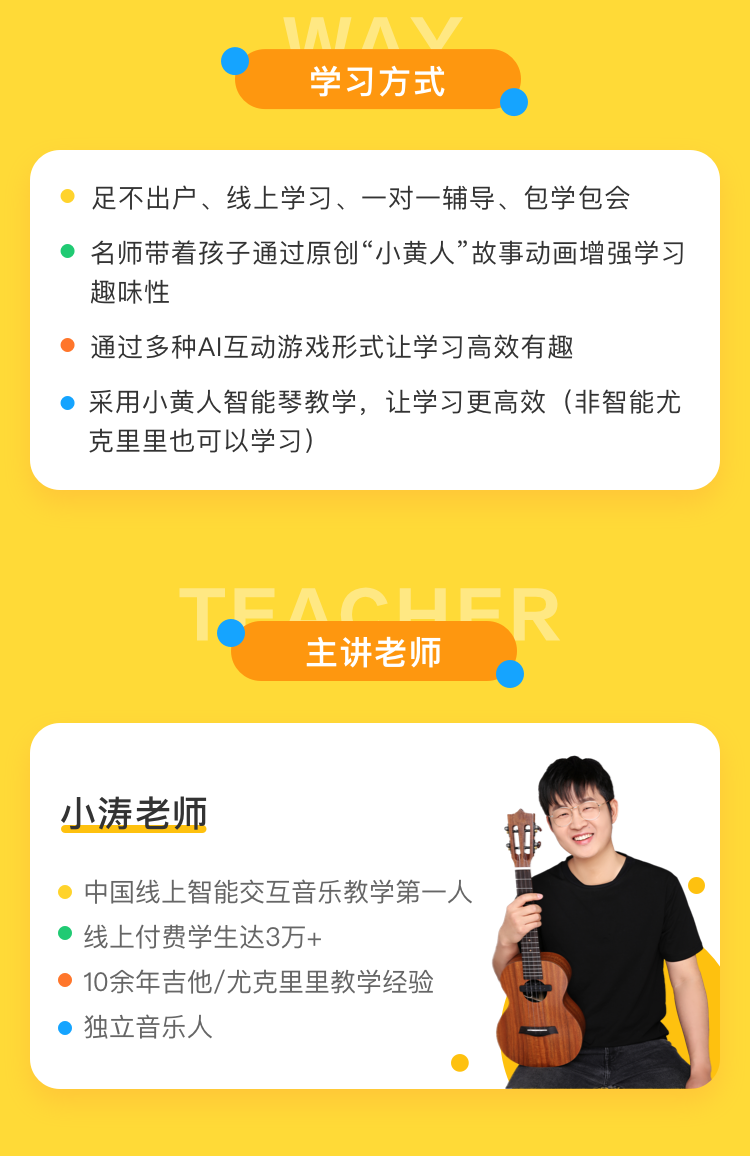 WAY
学习方式
足不出户、线上学习、一对一辅导、包学包会
名师带着孩子通过原创“小黄人”故事动画增强学习
趣味性
通过多种AI互动游戏形式让学习高效有趣
采用小黄人智能琴教学，让学习更高效（非智能尤
克里里也可以学习）
TEACHER
主讲老师
小涛老师
中国线上智能交互音乐教学第一人
线上付费学生达3万+
10余年吉他/尤克里里教学经验
独立音乐人